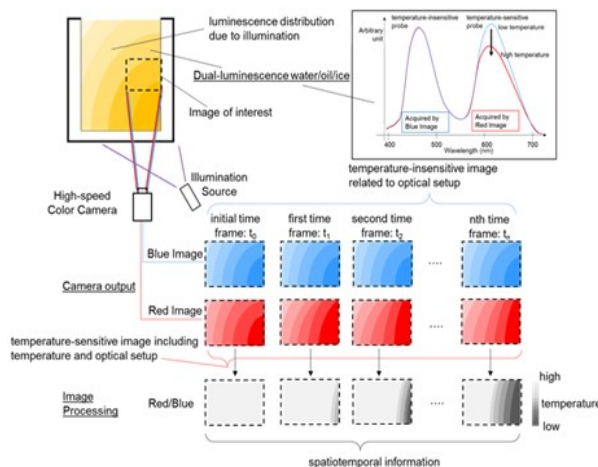 luminescence distribution
due to illumination
Dual-luminescence water/oil/ice
Image of interest
Arbitrary
unit
temperature-insensitive
probe
temperature-sensitive
probe
low temperature
high temperature
Acquired by
Blue Image
Acquired by
Red Image
400
500
600
700
Wavelength (nm)
High-speed
Color Camera
Illumination
Source
temperature-insensitive image
related to optical setup
initial time
frame: t0
first time
frame: t1
second time
frame: t2
nth time
frame: tn
Blue Image
....
Camera output
Red Image
....
temperature-sensitive image including
temperature and optical setup
Image
Processing
Red/Blue
....
high
temperature
low
spatiotemporal information